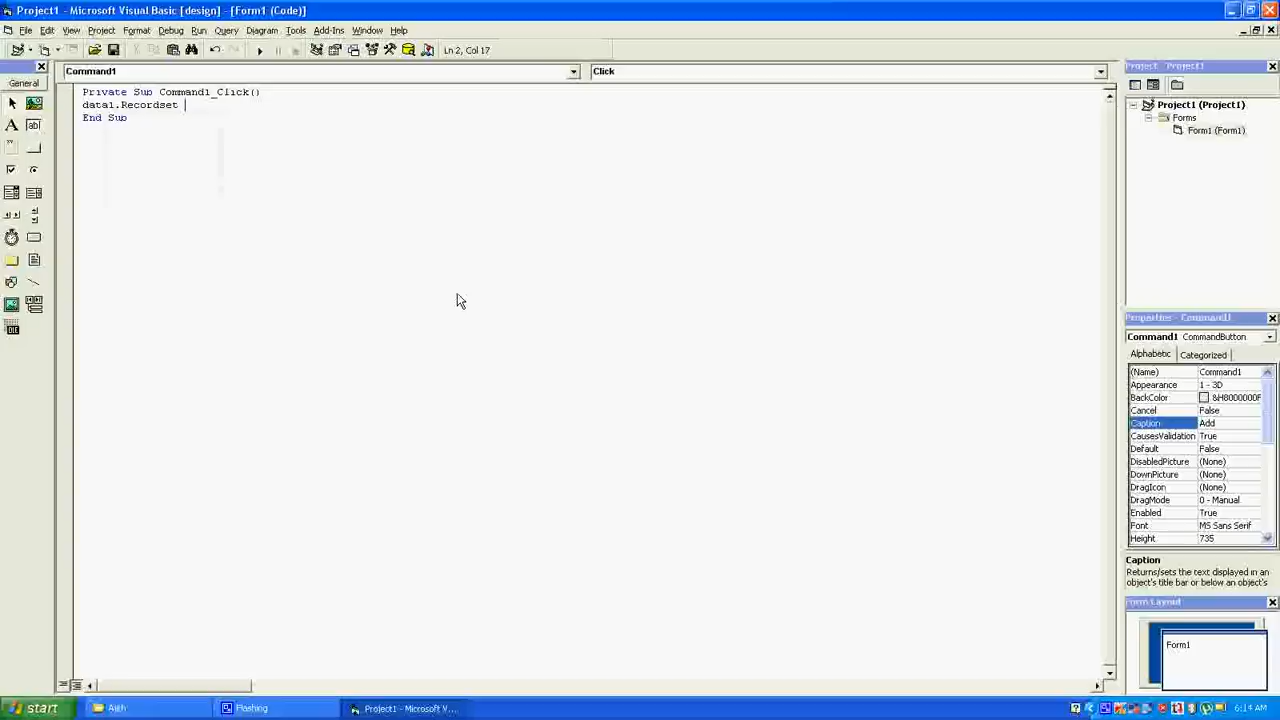 Project1 - Microsoft Visual Basic [design] - [Form1 (Code)]
File Edit View Project Format Debug Run Query Diagram Tools Add-Ins Window Help
Ln 2, Col 17
General
Command1
Click
Private Sub Command1_Click()
data1.Recordset
End Sub
Project - Project1
Project1 (Project1)
Forms
Form1 (Form1)
Properties - Command1
Command1 CommandButton
Alphabetic Categorized
(Name) Command1
Appearance 1 - 3D
BackColor &H8000000F
Cancel False
Caption Add
CausesValidation True
Default False
DisabledPicture (None)
DownPicture (None)
DragIcon (None)
DragMode 0 - Manual
Enabled True
Font MS Sans Serif
Height 735
Caption
Returns/sets the text displayed in an
object's title bar or below an object's
Form Layout
Form1
start
Flashing
Project1 - Microsoft V...
6:14 AM